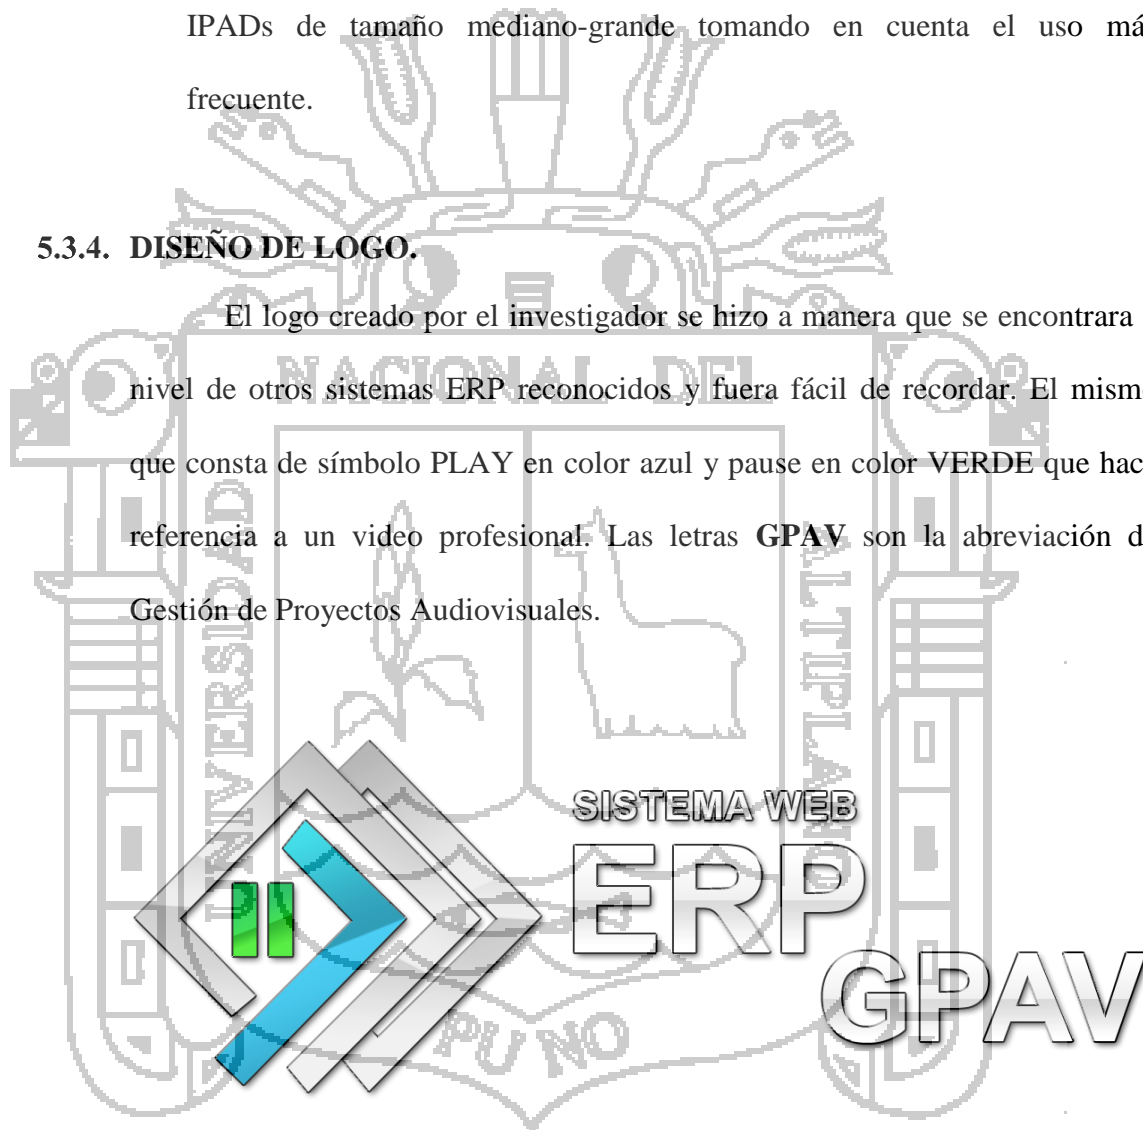 IPADs de tamaño mediano-grande tomando en cuenta el uso má
frecuente.
5.3.4. DISEÑO DE LOGO.
El logo creado por el investigador se hizo a manera que se encontrara
nivel de otros sistemas ERP reconocidos y fuera fácil de recordar. El mism
que consta de símbolo PLAY en color azul y pause en color VERDE que hac
referencia a un video profesional. Las letras GPAV son la abreviación d
Gestión de Proyectos Audiovisuales.
NACIONAL DEL
UNIVERSIDAD
ALTIPLANO
SISTEMA WEB
ERP
GPAV
PUNO